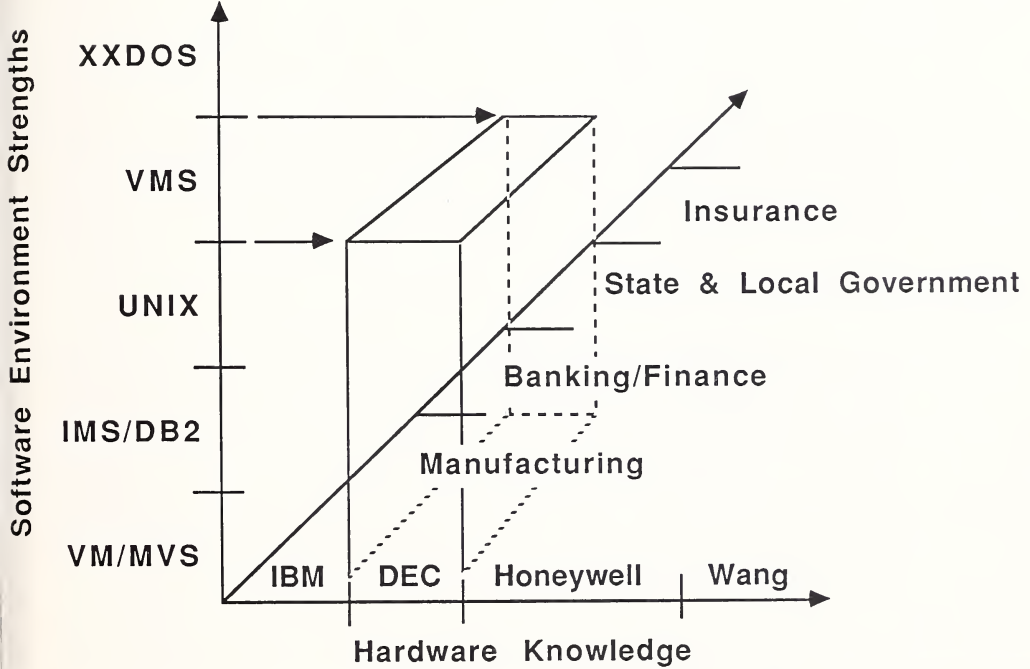 Software Environment Strengths
XXDOS
VMS
UNIX
IMS/DB2
VM/MVS
Insurance
State & Local Government
Banking/Finance
Manufacturing
IBM
DEC
Honeywell
Wang
Hardware Knowledge